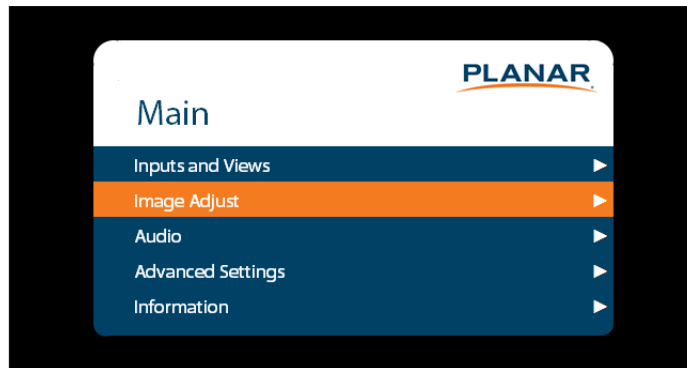 PLANAR
Main
Inputs and Views
Image Adjust
Audio
Advanced Settings
Information